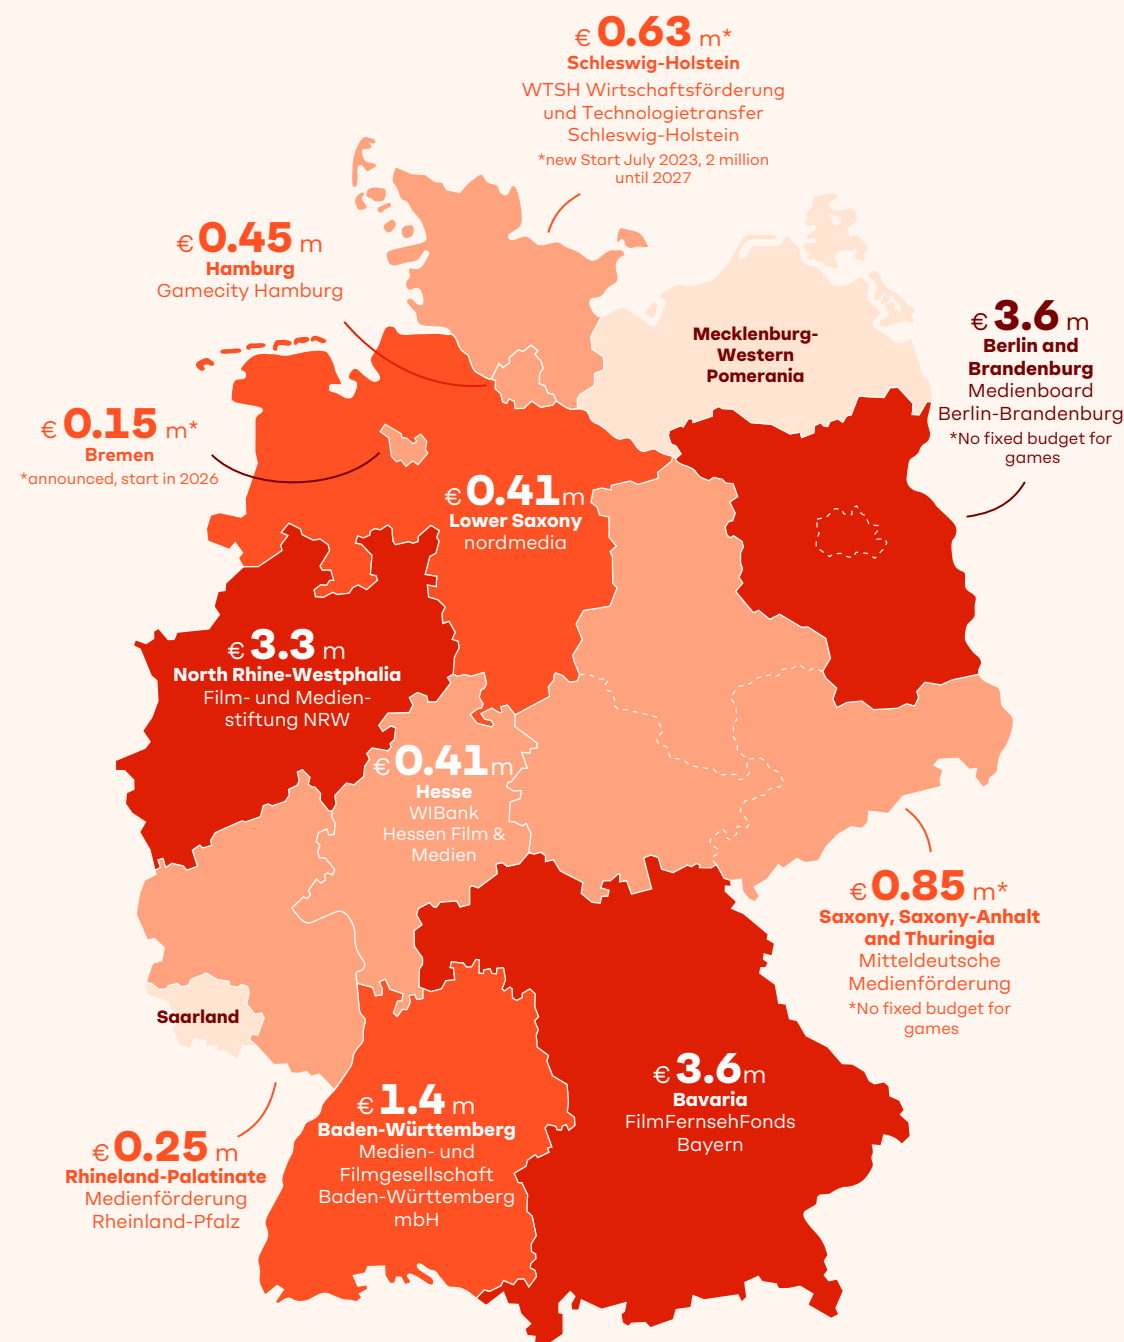 € 0.63 m*
Schleswig-Holstein
WTSH Wirtschaftsförderung
und Technologietransfer
Schleswig-Holstein
*new Start July 2023, 2 million
until 2027
€ 0.45 m
Hamburg
Gamecity Hamburg
Mecklenburg-
Western
Pomerania
€ 3.6 m
Berlin and
Brandenburg
Medienboard
Berlin-Brandenburg
*No fixed budget for
games
€ 0.15 m*
Bremen
*announced, start in 2026
€ 0.41 m
Lower Saxony
nordmedia
€ 3.3 m
North Rhine-Westphalia
Film- und Medien-
stiftung NRW
€ 0.41 m
Hesse
WIBank
Hessen Film &
Medien
€ 0.85 m*
Saxony, Saxony-Anhalt
and Thuringia
Mitteldeutsche
Medienförderung
*No fixed budget for
games
Saarland
€ 0.25 m
Rhineland-Palatinate
Medienförderung
Rheinland-Pfalz
€ 1.4 m
Baden-Württemberg
Medien- und
Filmgesellschaft
Baden-Württemberg
mbH
€ 3.6 m
Bavaria
FilmFernsehFonds
Bayern